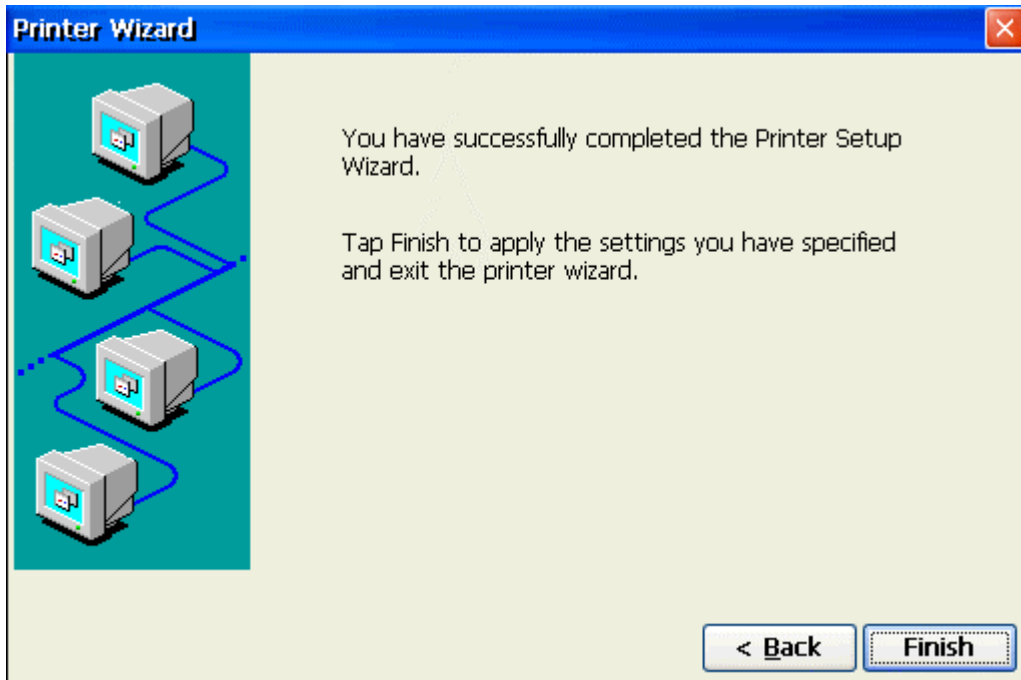 Printer Wizard
You have successfully completed the Printer Setup
Wizard.
Tap Finish to apply the settings you have specified
and exit the printer wizard.
< Back
Finish